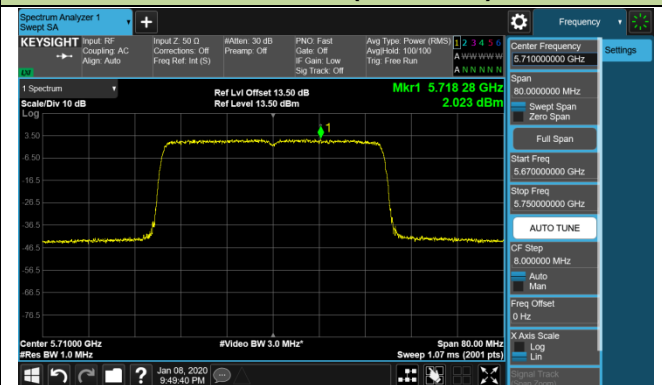 Spectrum Analyzer 1
Swept SA
Frequency
KEYSIGHT
Input: RF
Coupling: AC
Align: Auto
Input Z: 50 Ω
Corrections: Off
Freq Ref: Int (S)
#Atten: 30 dB
Preamp: Off
PNO: Fast
Gate: Off
IF Gain: Low
Sig Track: Off
Avg Type: Power (RMS)
Avg|Hold: 100/100
Trig: Free Run
1 2 3 4 5 6
A W W W W W
A N N N N N
LXI
1 Spectrum
Scale/Div 10 dB
Log
Ref Lvl Offset 13.50 dB
Ref Level 13.50 dBm
Mkr1 5.718 28 GHz
2.023 dBm
1
3.50
-6.50
-16.5
-26.5
-36.5
-46.5
-56.5
-66.5
-76.5
Center 5.71000 GHz
#Res BW 1.0 MHz
#Video BW 3.0 MHz*
Span 80.00 MHz
Sweep 1.07 ms (2001 pts)
Jan 08, 2020
9:49:40 PM
Center Frequency
5.710000000 GHz
Settings
Span
80.0000000 MHz
Swept Span
Zero Span
Full Span
Start Freq
5.670000000 GHz
Stop Freq
5.750000000 GHz
AUTO TUNE
CF Step
8.000000 MHz
Auto
Man
Freq Offset
0 Hz
X Axis Scale
Log
Lin
Signal Track
(Span Zoom)